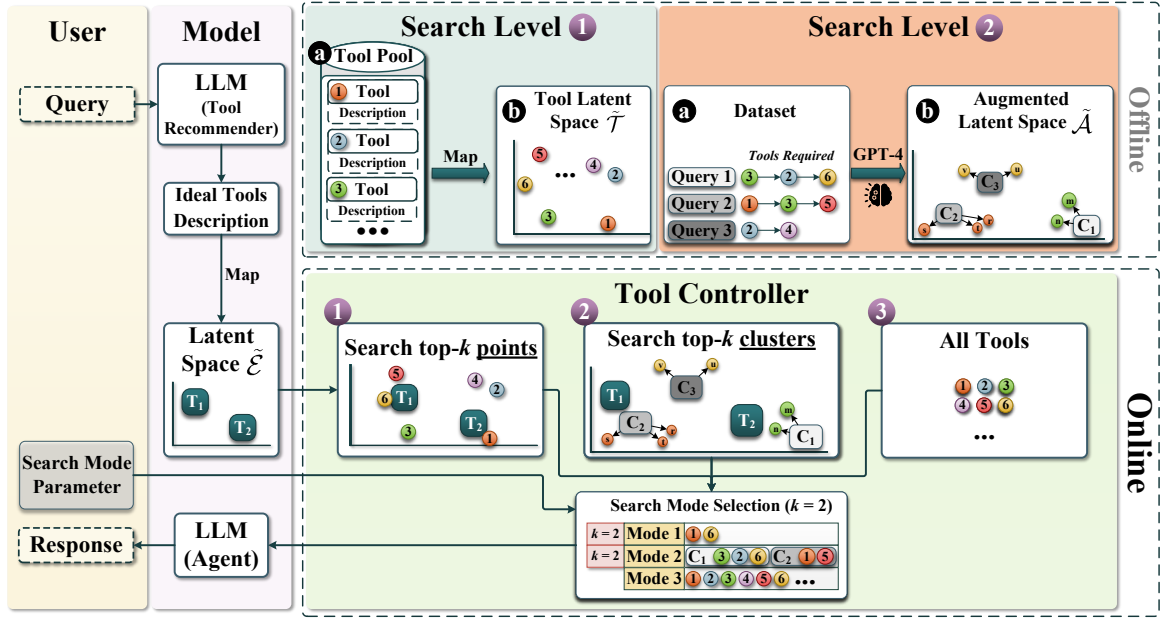 User
Model
Query
LLM
(Tool
Recommender)
Ideal Tools
Description
Map
Latent
Space Ẽ
T1
T2
Search Mode
Parameter
Response
LLM
(Agent)
Search Level 1
a
Tool Pool
1 Tool
Description
2 Tool
Description
3 Tool
Description
•••
Map
b
Tool Latent
Space T̃
5
4
•••
2
6
3
1
Search Level 2
a
Dataset
Tools Required
Query 1 3 2 6
Query 2 1 3 5
Query 3 2 4
GPT-4
b
Augmented
Latent Space Ã
v
u
C3
C2
s
t
r
m
n
C1
Offline
Tool Controller
1
Search top-k points
5
4
2
6
T1
3
T2
1
2
Search top-k clusters
v
u
C3
T1
C2
s
t
r
T2
m
n
C1
3
All Tools
1 2 3
4 5 6
...
Search Mode Selection (k = 2)
k = 2 Mode 1 1 6
k = 2 Mode 2 C1 3 2 6 C2 1 5
Mode 3 1 2 3 4 5 6 ...
Online